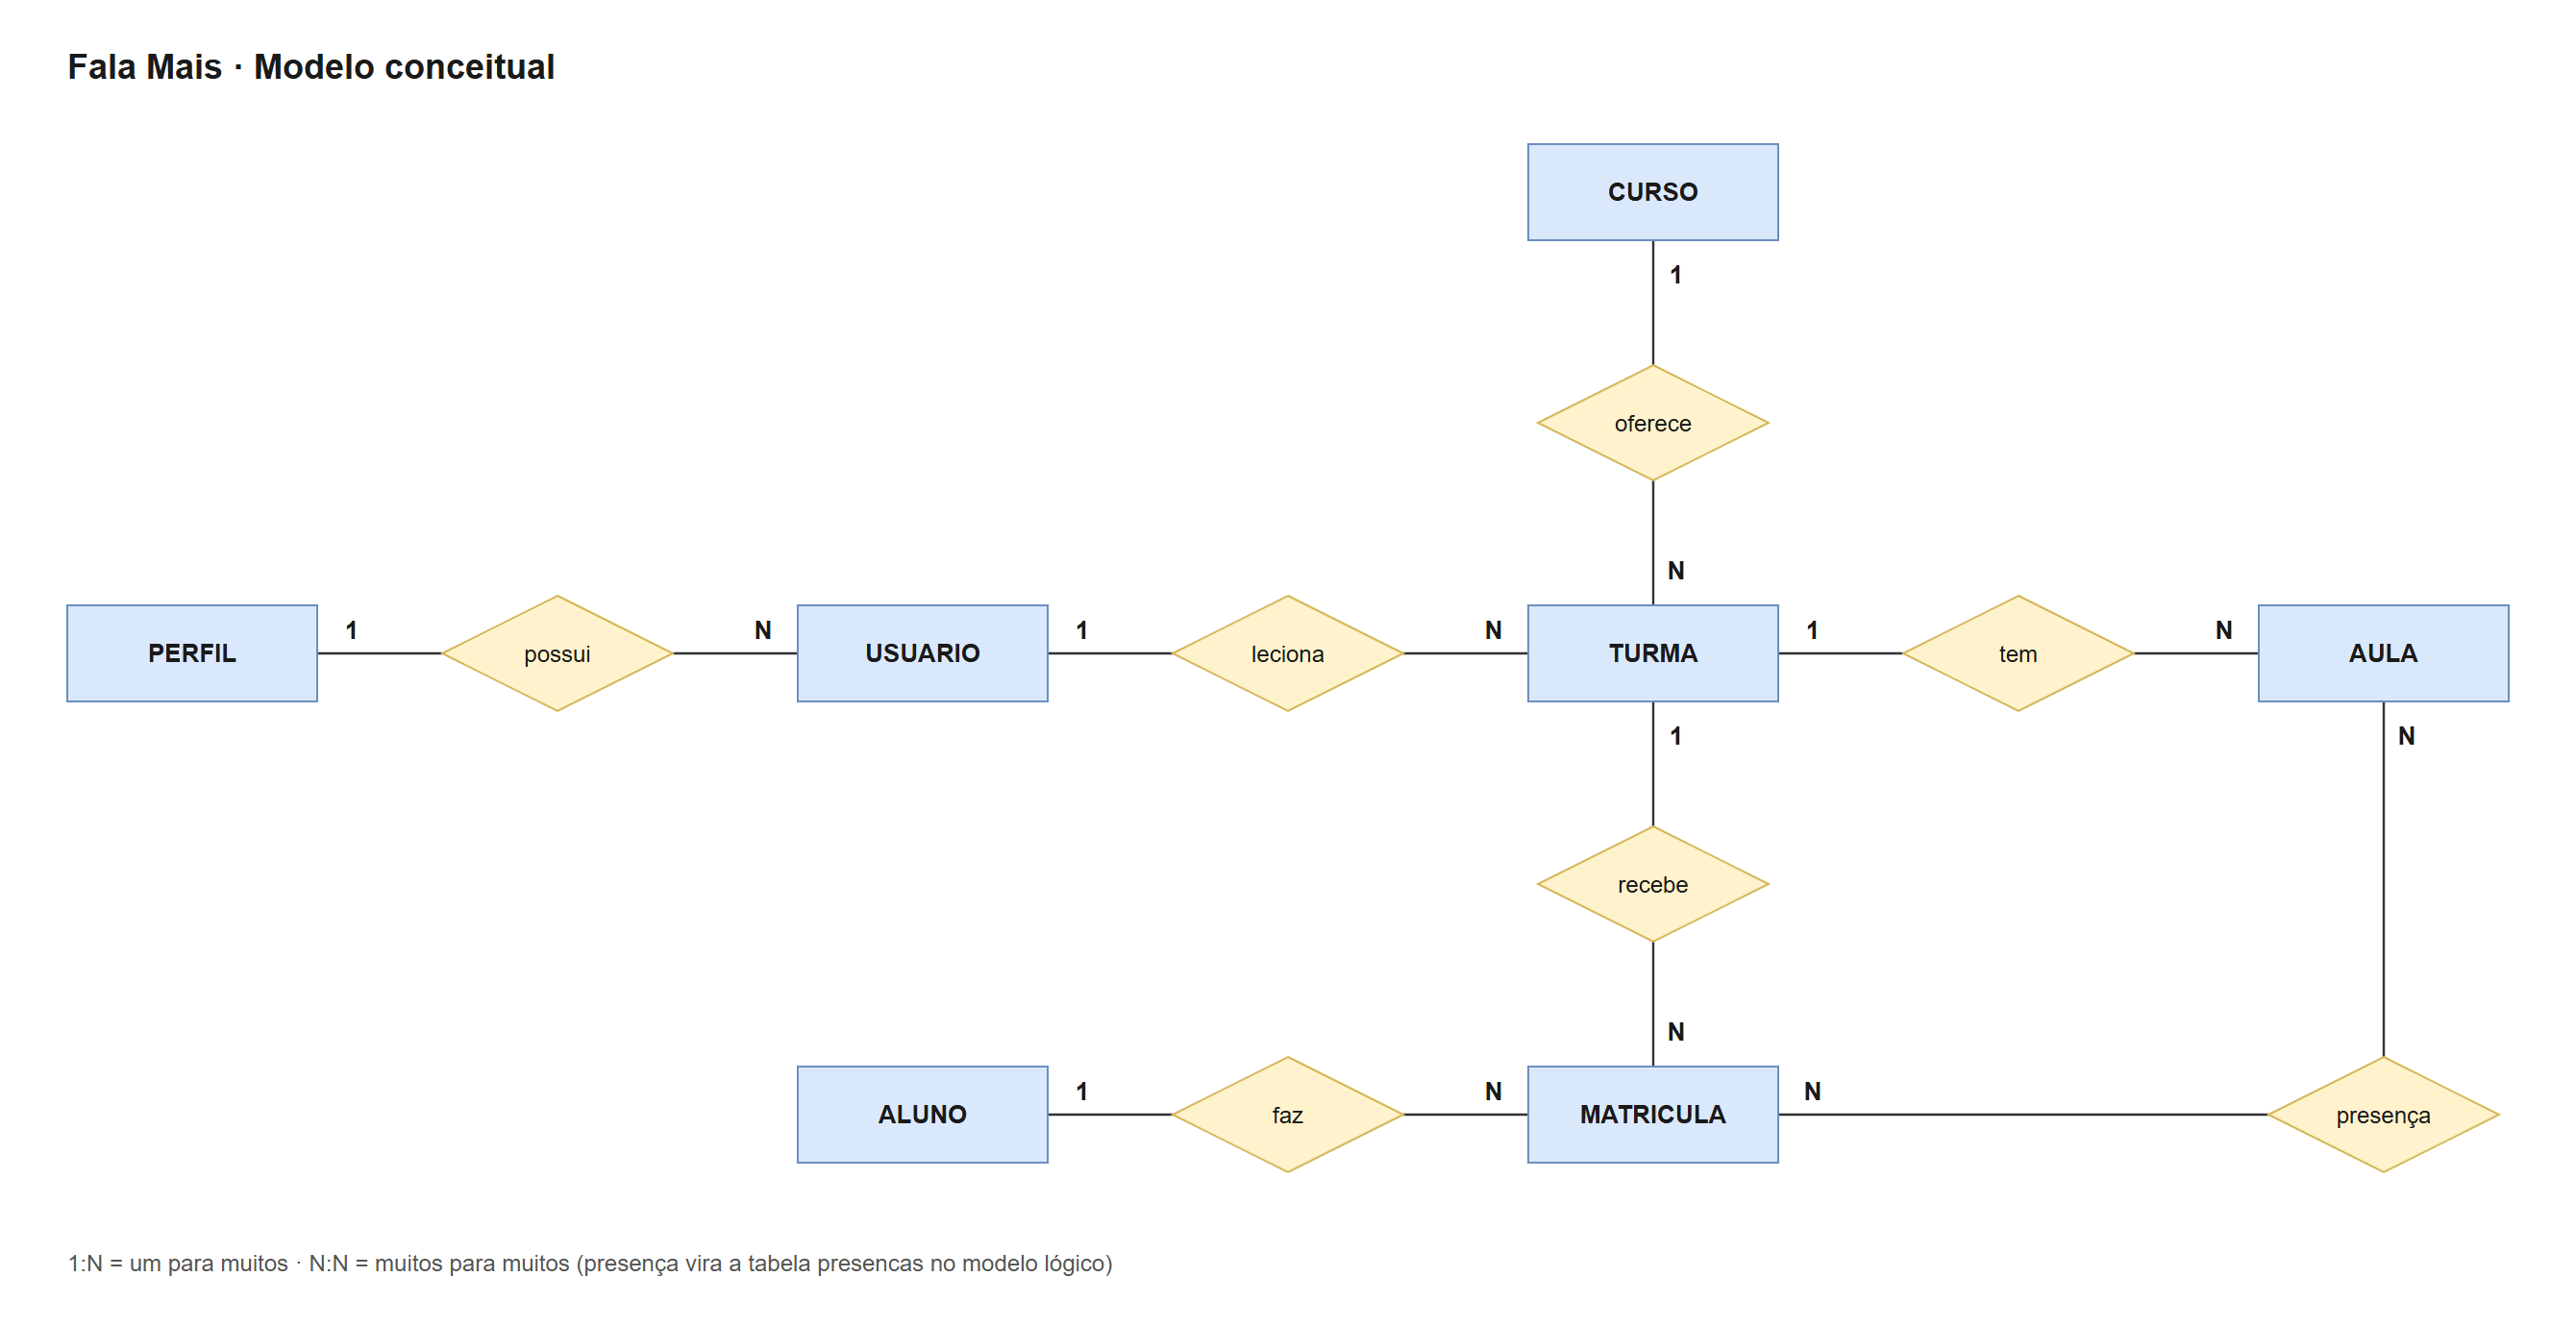 Fala Mais · Modelo conceitual
CURSO
1
oferece
N
PERFIL 1 possui N USUARIO 1 leciona N TURMA 1 tem N AULA
1 N
recebe
N
ALUNO 1 faz N MATRICULA N presença
1:N = um para muitos · N:N = muitos para muitos (presença vira a tabela presencas no modelo lógico)